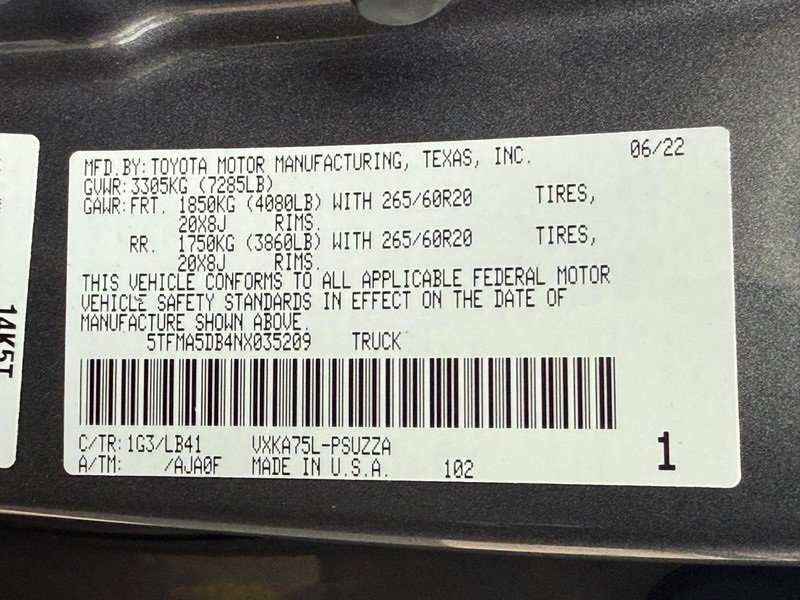 MFD.BY:TOYOTA MOTOR MANUFACTURING, TEXAS, INC. 06/22
GVWR:3305KG (7285LB)
GAWR:FRT. 1850KG (4080LB) WITH 265/60R20 TIRES,
20X8J RIMS.
RR. 1750KG (3860LB) WITH 265/60R20 TIRES,
20X8J RIMS.
THIS VEHICLE CONFORMS TO ALL APPLICABLE FEDERAL MOTOR
VEHICLE SAFETY STANDARDS IN EFFECT ON THE DATE OF
MANUFACTURE SHOWN ABOVE.
5TFMA5DB4NX035209 TRUCK
C/TR:1G3/LB41 VXKA75L-PSUZZA
A/TM: /AJA0F MADE IN U.S.A. 102 1
14K5T